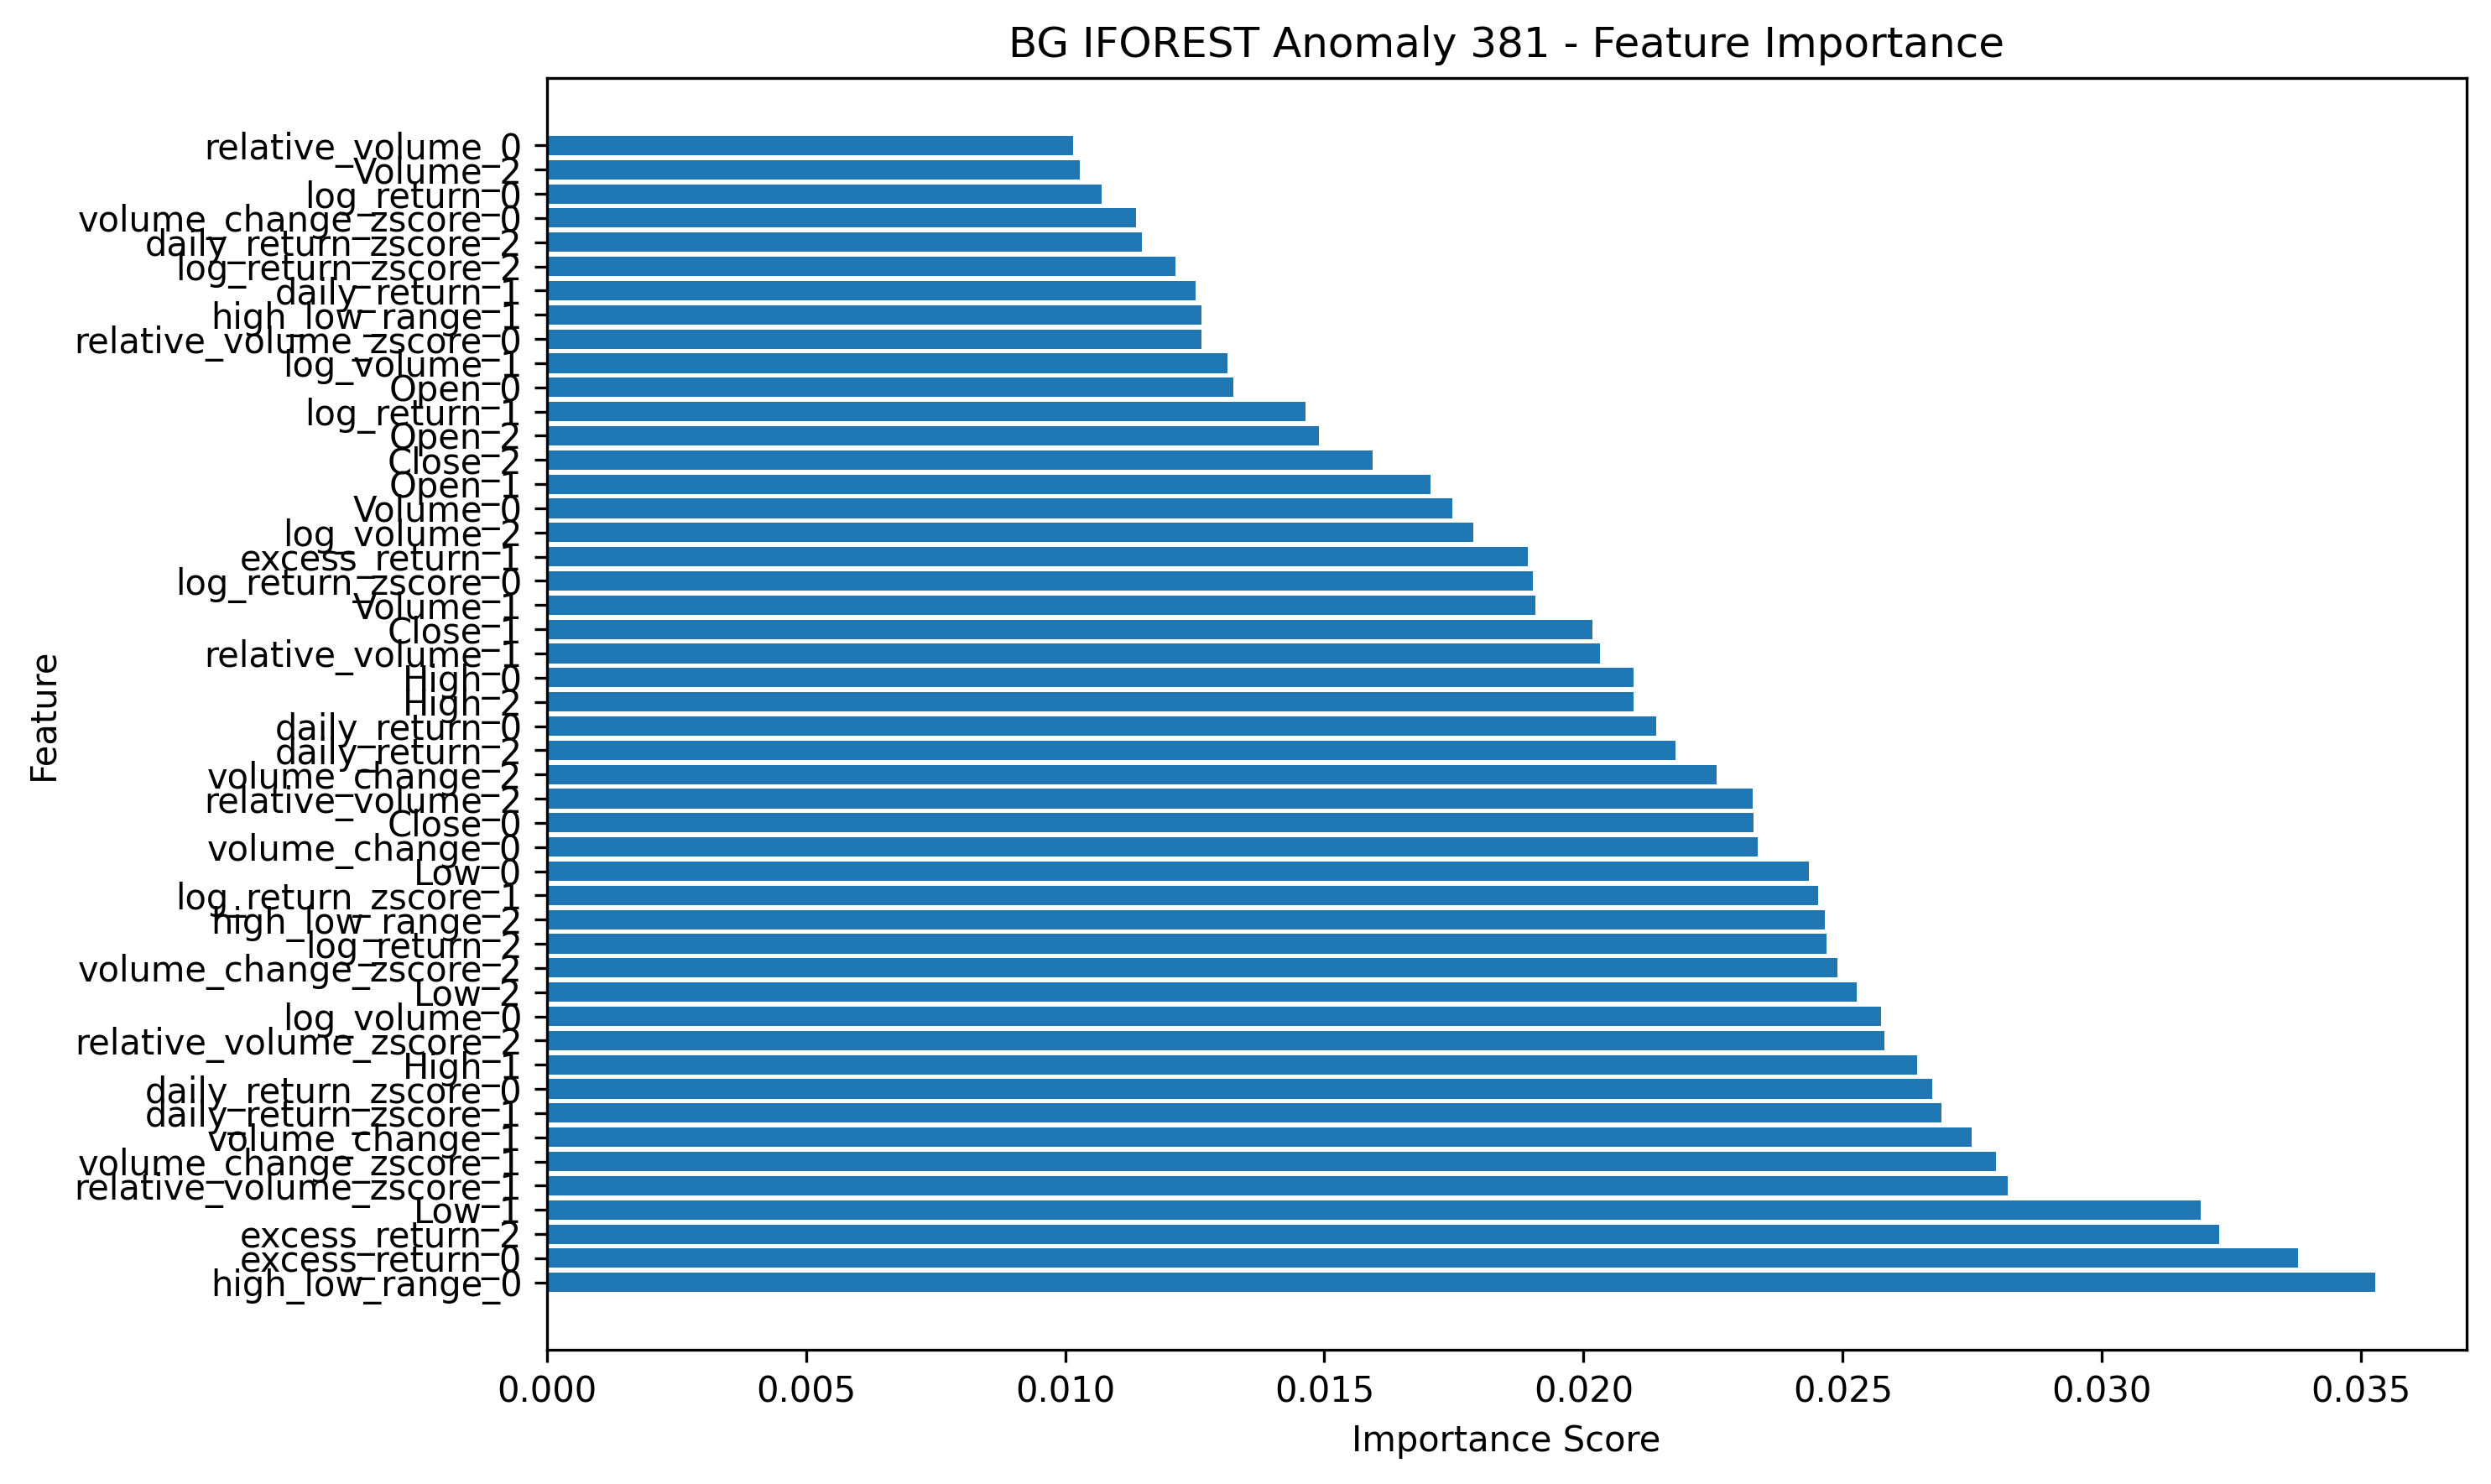 BG IFOREST Anomaly 381 - Feature Importance
relative_volume_0
Volume_2
log_return_0
volume_change_zscore_0
daily_return_zscore_2
log_return_zscore_2
daily_return_1
high_low_range_1
relative_volume_zscore_0
log_volume_1
Open_0
log_return_1
Open_2
Close_2
Open_1
Volume_0
log_volume_2
excess_return_1
log_return_zscore_0
Volume_1
Close_1
relative_volume_1
High_0
High_2
daily_return_0
daily_return_2
volume_change_2
relative_volume_2
Close_0
volume_change_0
Low_0
log_return_zscore_1
high_low_range_2
log_return_2
volume_change_zscore_2
Low_2
log_volume_0
relative_volume_zscore_2
High_1
daily_return_zscore_0
daily_return_zscore_1
volume_change_1
volume_change_zscore_1
relative_volume_zscore_1
Low_1
excess_return_2
excess_return_0
high_low_range_0
Feature
0.000 0.005 0.010 0.015 0.020 0.025 0.030 0.035
Importance Score